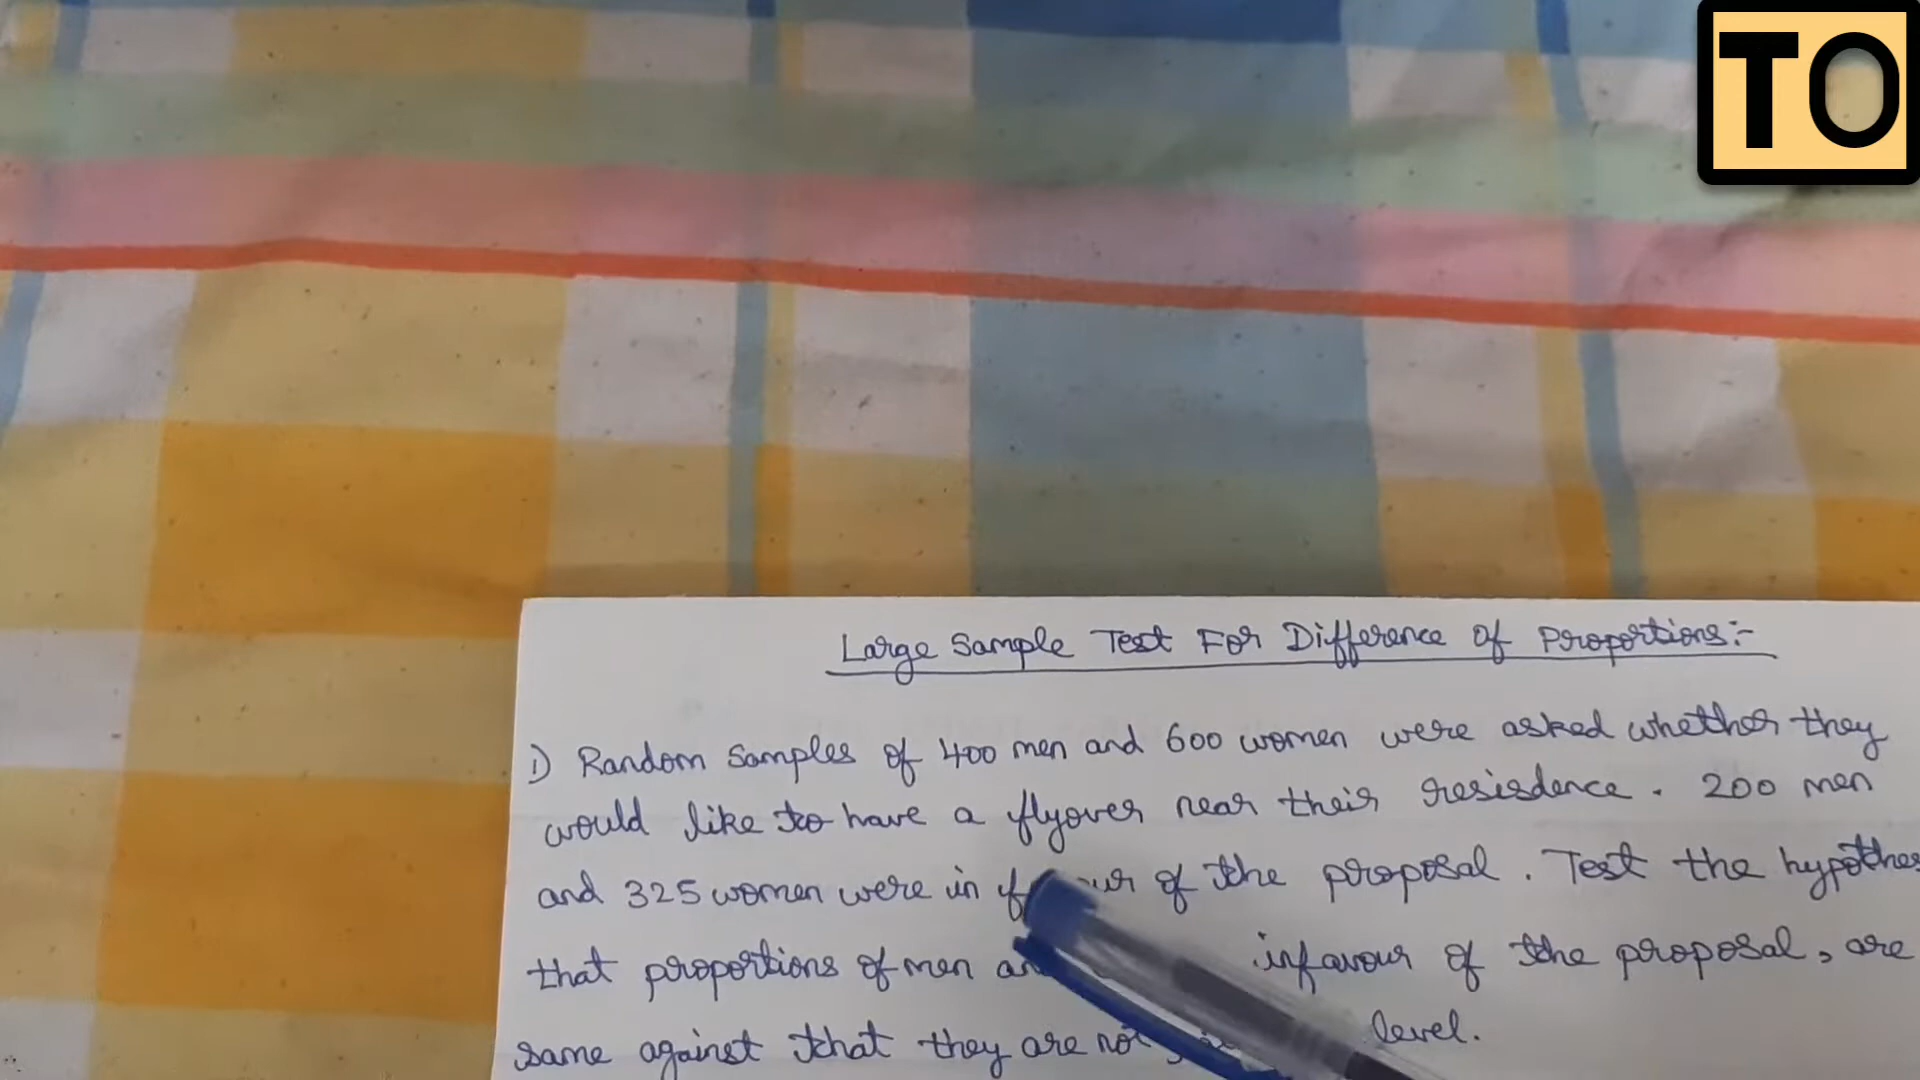 TO
Large Sample Test For Difference Of Proportions:-
1) Random Samples of 400 men and 600 women were asked whether they
would like to have a flyover near their resisdence. 200 men
and 325 women were in of the proposal. Test the
that proportions of men infavour of the proposal, are
same against that they are not level.